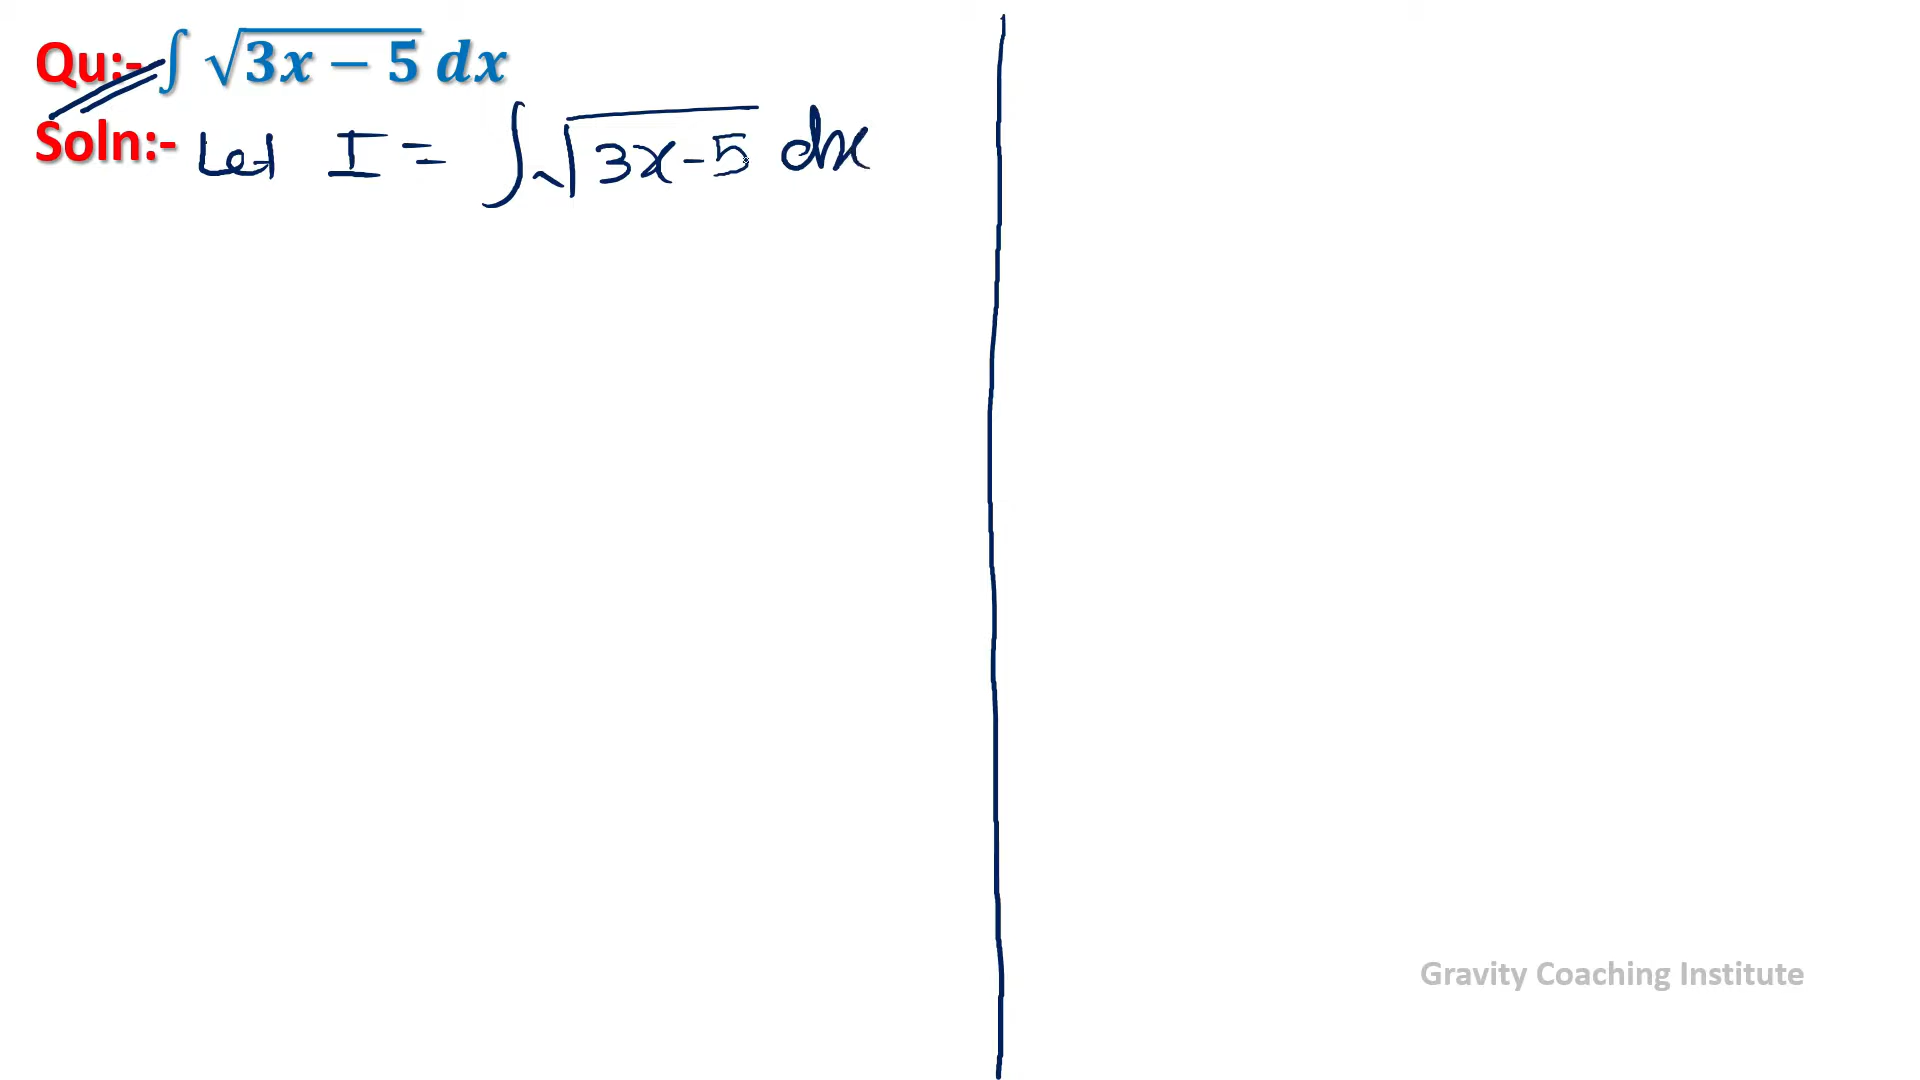 Qu:- ∫ √(3x − 5) dx
Soln:- Let I = ∫ √(3x-5) dx
Gravity Coaching Institute